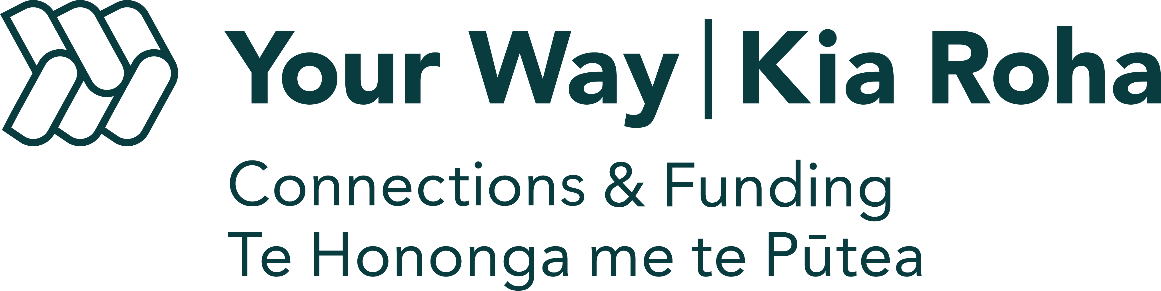 Your Way | Kia Roha
Connections & Funding
Te Hononga me te Pūtea